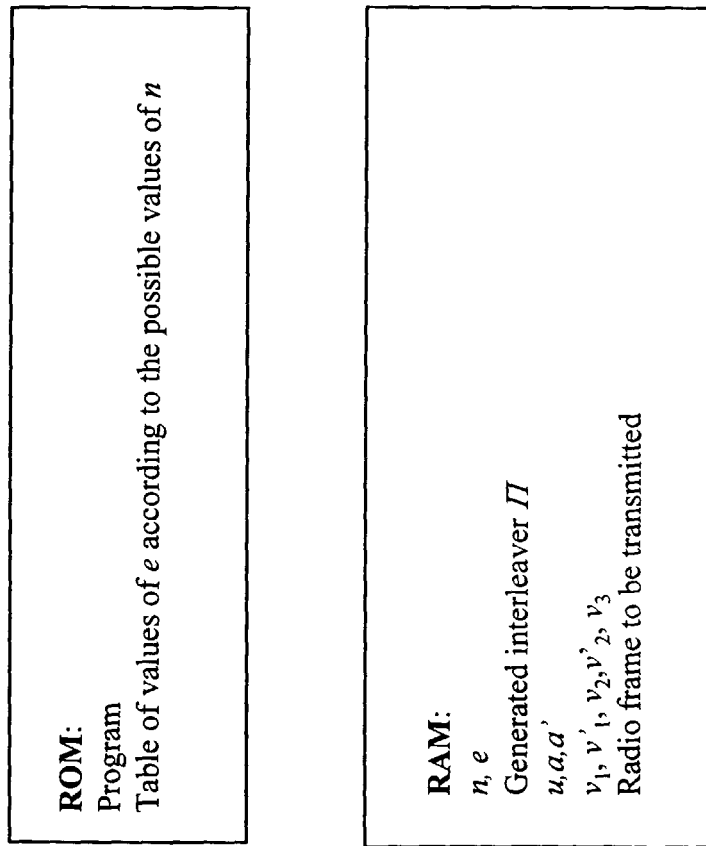 ROM:
Program
Table of values of e according to the possible values of n
RAM:
n, e
Generated interleaver Π
u,a,a'
v₁, v'₁, v₂,v'₂, v₃
Radio frame to be transmitted